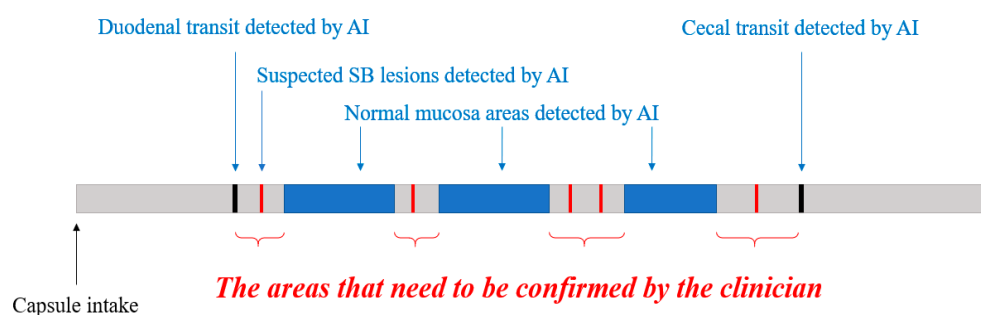 Duodenal transit detected by AI
Cecal transit detected by AI
Suspected SB lesions detected by AI
Normal mucosa areas detected by AI
The areas that need to be confirmed by the clinician
Capsule intake